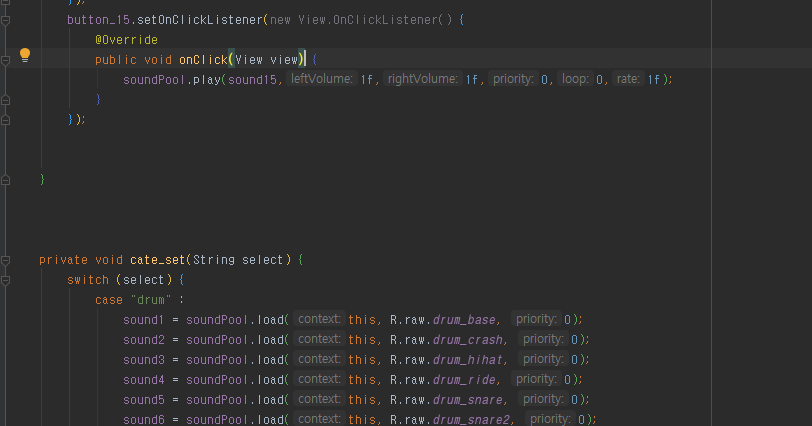 });
button_15.setOnClickListener(new View.OnClickListener() {
@Override
public void onClick(View view) {
soundPool.play(sound15, leftVolume: 1f, rightVolume: 1f, priority: 0, loop: 0, rate: 1f);
}
});
}
private void cate_set(String select) {
switch (select) {
case "drum" :
sound1 = soundPool.load( context: this, R.raw.drum_base, priority: 0);
sound2 = soundPool.load( context: this, R.raw.drum_crash, priority: 0);
sound3 = soundPool.load( context: this, R.raw.drum_hihat, priority: 0);
sound4 = soundPool.load( context: this, R.raw.drum_ride, priority: 0);
sound5 = soundPool.load( context: this, R.raw.drum_snare, priority: 0);
sound6 = soundPool.load( context: this, R.raw.drum_snare2, priority: 0);